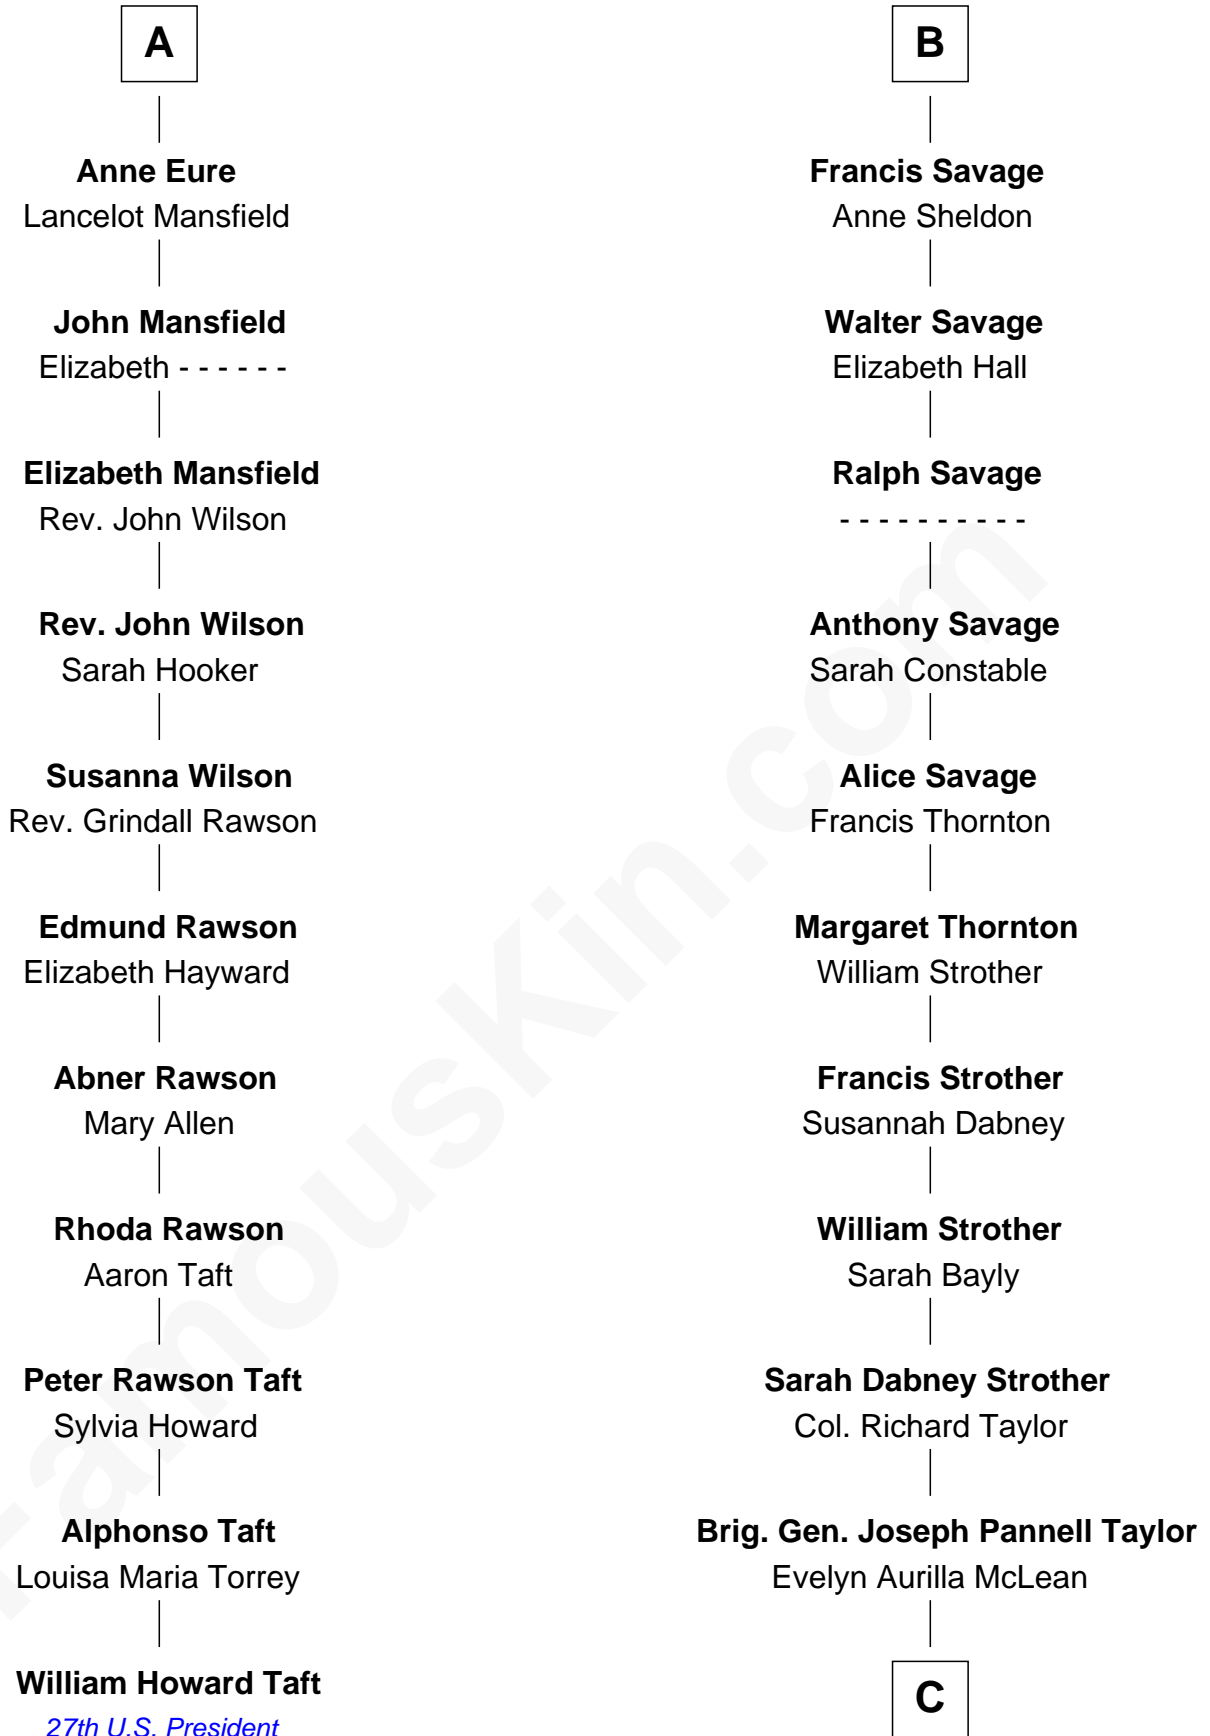 A
Anne Eure
Lancelot Mansfield
John Mansfield
Elizabeth - - - - - -
Elizabeth Mansfield
Rev. John Wilson
Rev. John Wilson
Sarah Hooker
Susanna Wilson
Rev. Grindall Rawson
Edmund Rawson
Elizabeth Hayward
Abner Rawson
Mary Allen
Rhoda Rawson
Aaron Taft
Peter Rawson Taft
Sylvia Howard
Alphonso Taft
Louisa Maria Torrey
William Howard Taft
27th U.S. President
B
Francis Savage
Anne Sheldon
Walter Savage
Elizabeth Hall
Ralph Savage
- - - - - - - - - -
Anthony Savage
Sarah Constable
Alice Savage
Francis Thornton
Margaret Thornton
William Strother
Francis Strother
Susannah Dabney
William Strother
Sarah Bayly
Sarah Dabney Strother
Col. Richard Taylor
Brig. Gen. Joseph Pannell Taylor
Evelyn Aurilla McLean
C
FamousKin.com